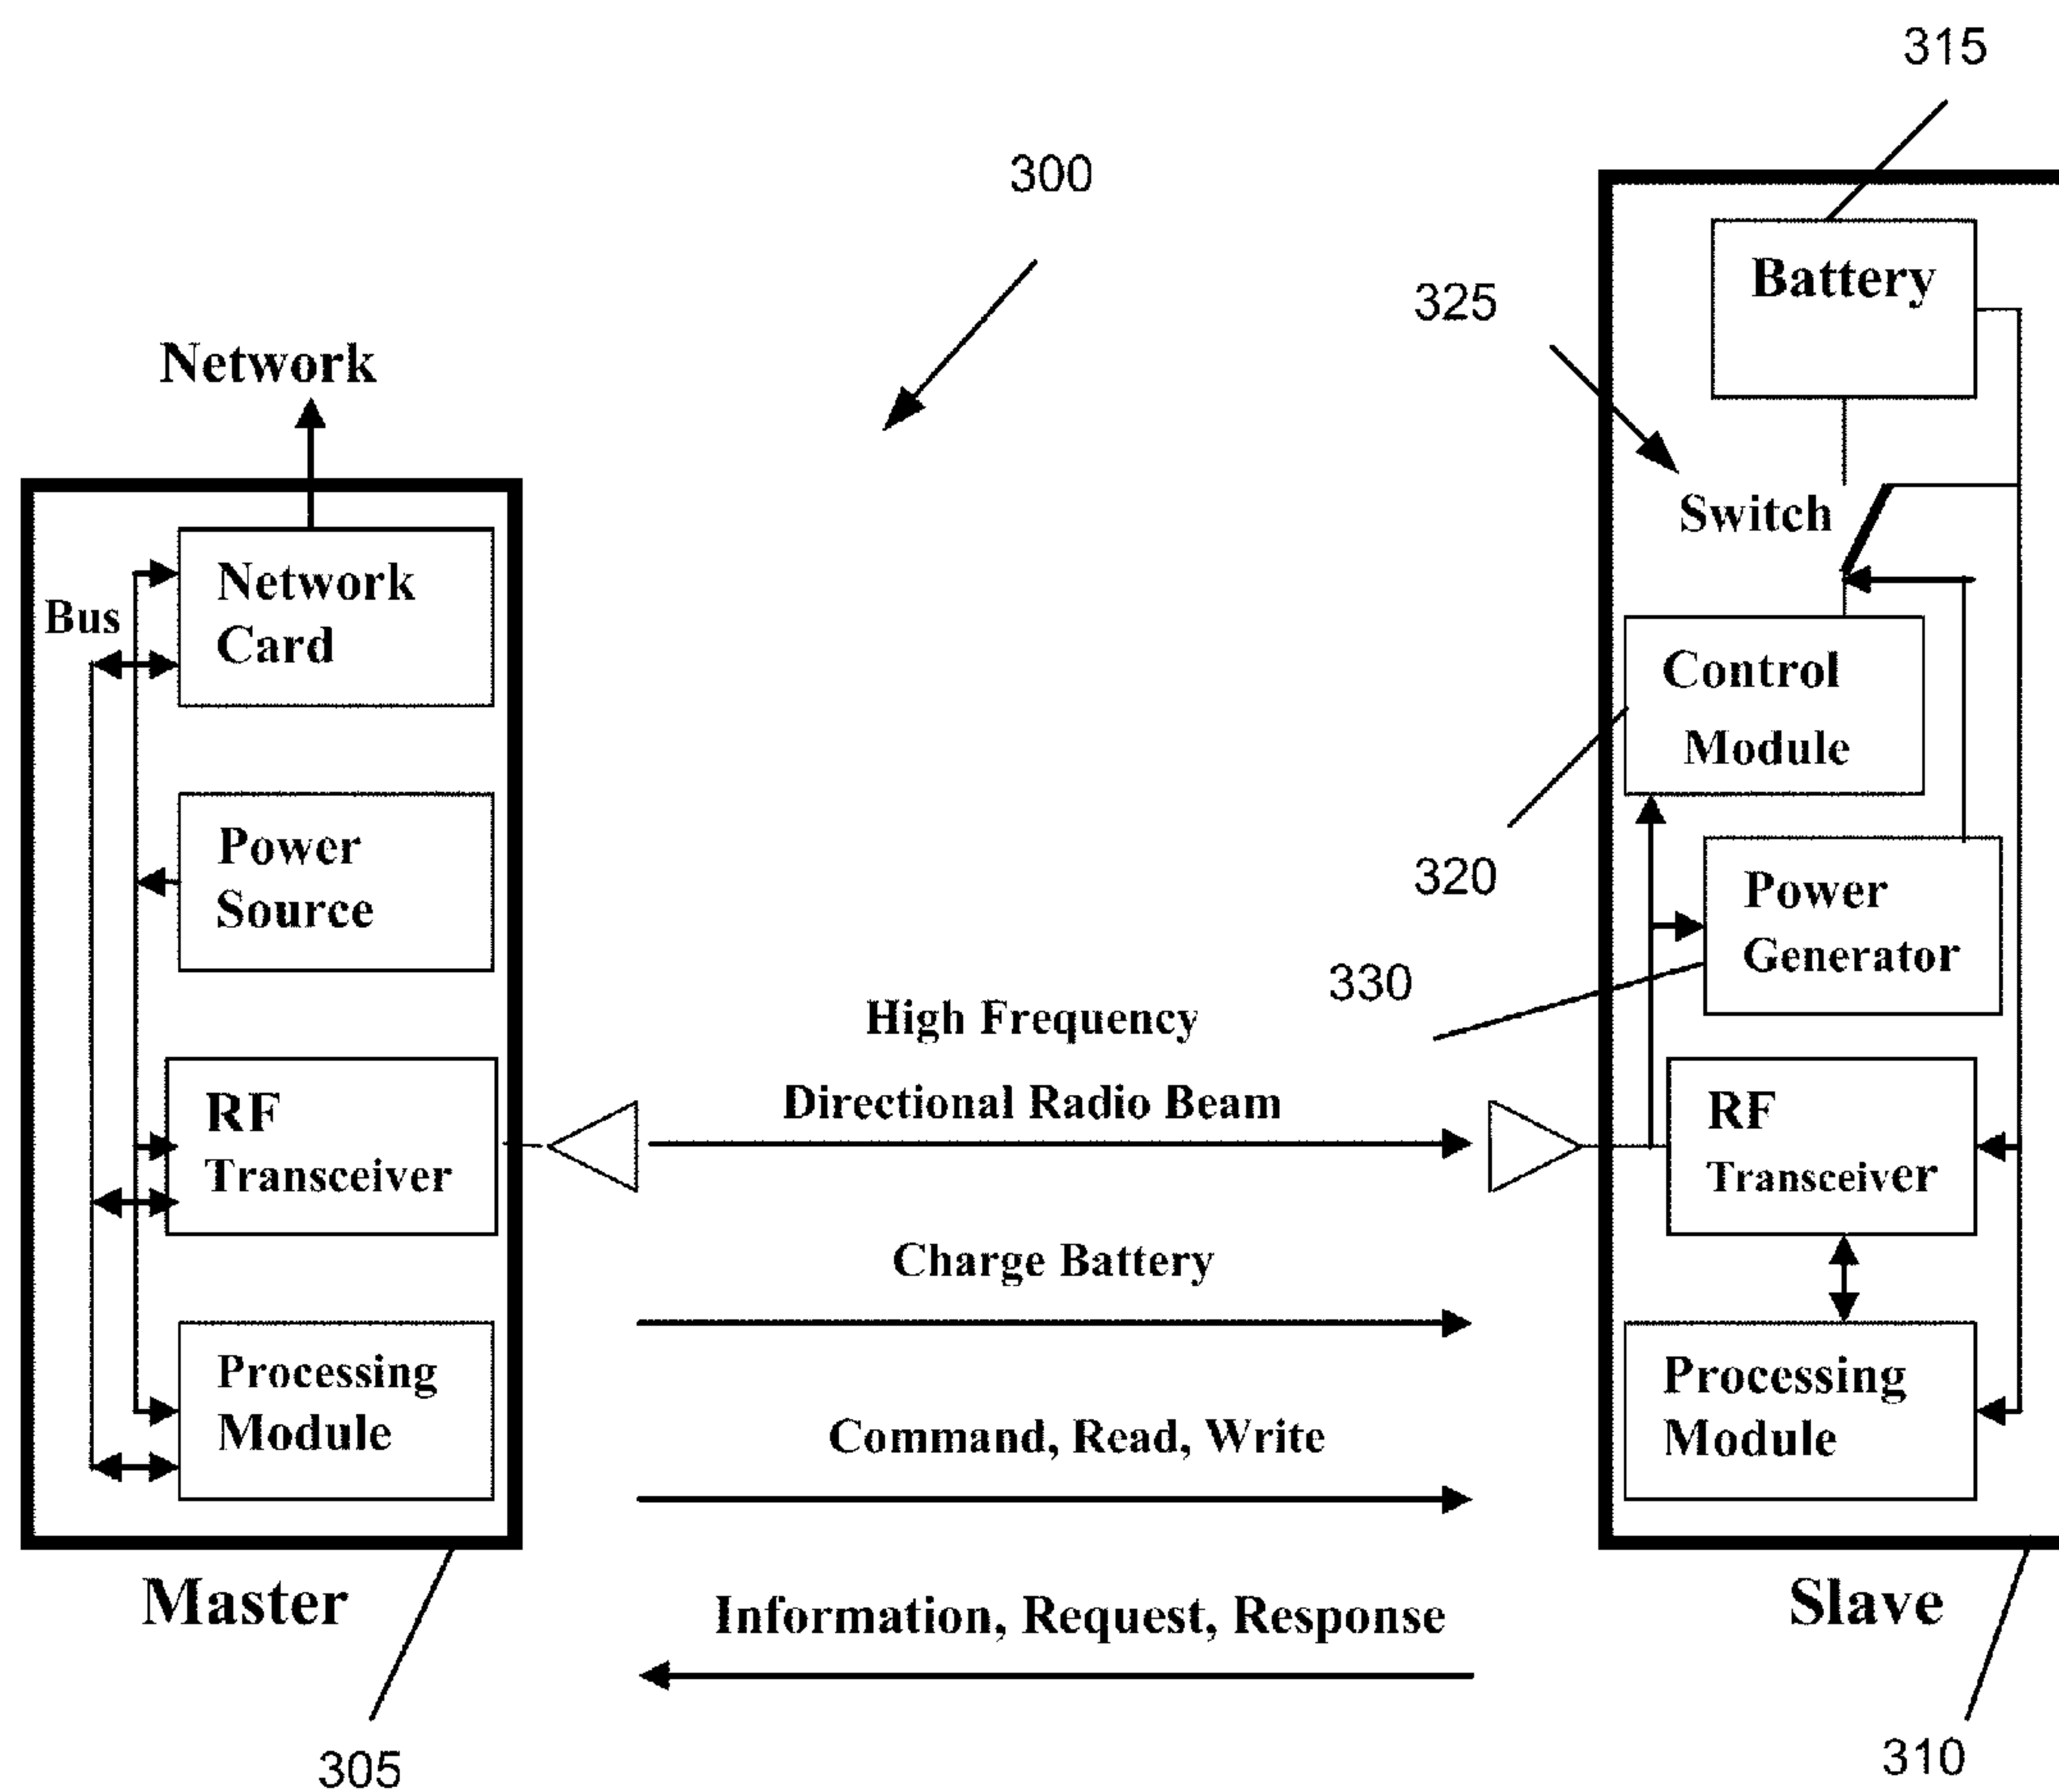 315
300
325
Battery
Network
Switch
Bus
Network
Card
Control
Module
320
Power
Source
Power
Generator
330
High Frequency
Directional Radio Beam
RF
Transceiver
RF
Transceiver
Charge Battery
Processing
Module
Command, Read, Write
Processing
Module
Master
Information, Request, Response
Slave
305
310